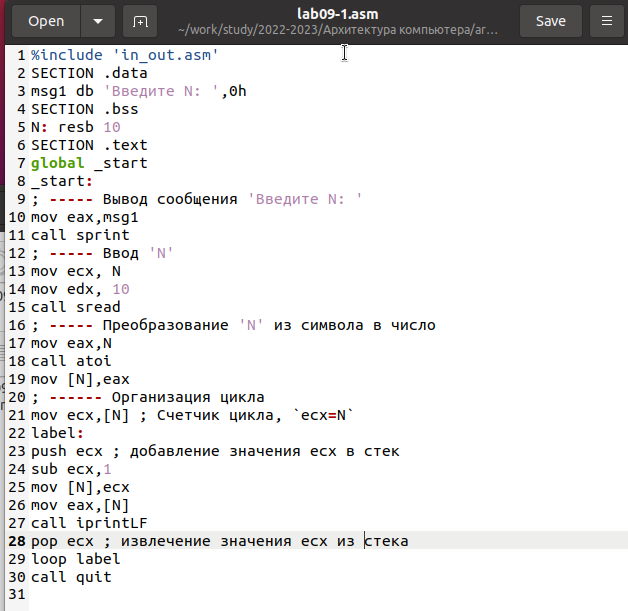 Open
lab09-1.asm
~/work/study/2022-2023/Архитектура компьютера/ar...
Save
1 %include 'in_out.asm'
2 SECTION .data
3 msg1 db 'Введите N: ',0h
4 SECTION .bss
5 N: resb 10
6 SECTION .text
7 global _start
8 _start:
9 ; ----- Вывод сообщения 'Введите N: '
10 mov eax,msg1
11 call sprint
12 ; ----- Ввод 'N'
13 mov ecx, N
14 mov edx, 10
15 call sread
16 ; ----- Преобразование 'N' из символа в число
17 mov eax,N
18 call atoi
19 mov [N],eax
20 ; ------ Организация цикла
21 mov ecx,[N] ; Счетчик цикла, `ecx=N`
22 label:
23 push ecx ; добавление значения ecx в стек
24 sub ecx,1
25 mov [N],ecx
26 mov eax,[N]
27 call iprintLF
28 pop ecx ; извлечение значения ecx из стека
29 loop label
30 call quit
31